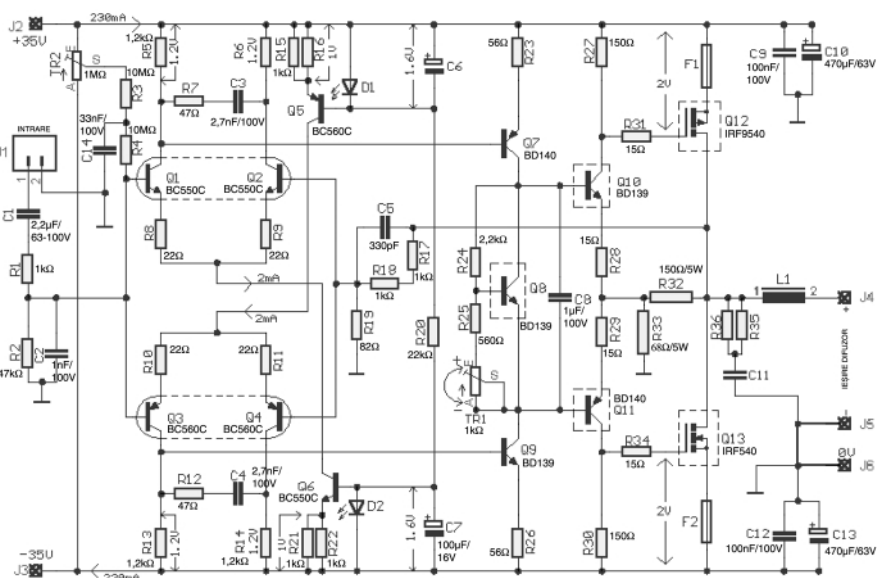 J2
+35V
230mA
TR2
S
A
1MΩ
10MΩ
R3
33nF/
100V
C14
10MΩ
R4
INTRARE
1
2
C1
2,2μF/
63-100V
R1
1kΩ
R2
47kΩ
C2
1nF/
100V
1,2kΩ
R5
1.2V
R6
1.2V
R7
47Ω
C3
2,7nF/100V
R15
1kΩ
R16
1V
D1
Q5
BC560C
1.6V
C6
Q1
BC550C
Q2
BC550C
R8
22Ω
R9
22Ω
2mA
2mA
R10
22Ω
R11
22Ω
Q3
BC560C
Q4
BC560C
R12
47Ω
C4
2,7nF/
100V
R13
1,2kΩ
1.2V
R14
1,2kΩ
1.2V
Q6
BC550C
D2
1V
R21
1kΩ
R22
1kΩ
1.6V
C7
100μF/
16V
C5
330pF
R17
1kΩ
R18
1kΩ
R19
82Ω
R20
22kΩ
56Ω
R23
Q7
BD140
R24
2,2kΩ
R25
560Ω
Q8
BD139
C8
1μF/
100V
+
E
S
A
-
TR1
1kΩ
Q9
BD139
56Ω
R26
R27
150Ω
2V
R31
15Ω
Q10
BD139
15Ω
R28
R29
15Ω
BD140
Q11
R34
15Ω
R30
150Ω
2V
F1
Q12
IRF9540
150Ω/5W
R32
R33
68Ω/5W
R36
R35
C11
L1
1
2
J4
+
IEȘIRE DIFUZOR
-
J5
0V
J6
Q13
IRF540
F2
C9
100nF/
100V
C10
470μF/63V
C12
100nF/100V
C13
470μF/63V
-35V
J3
230mA